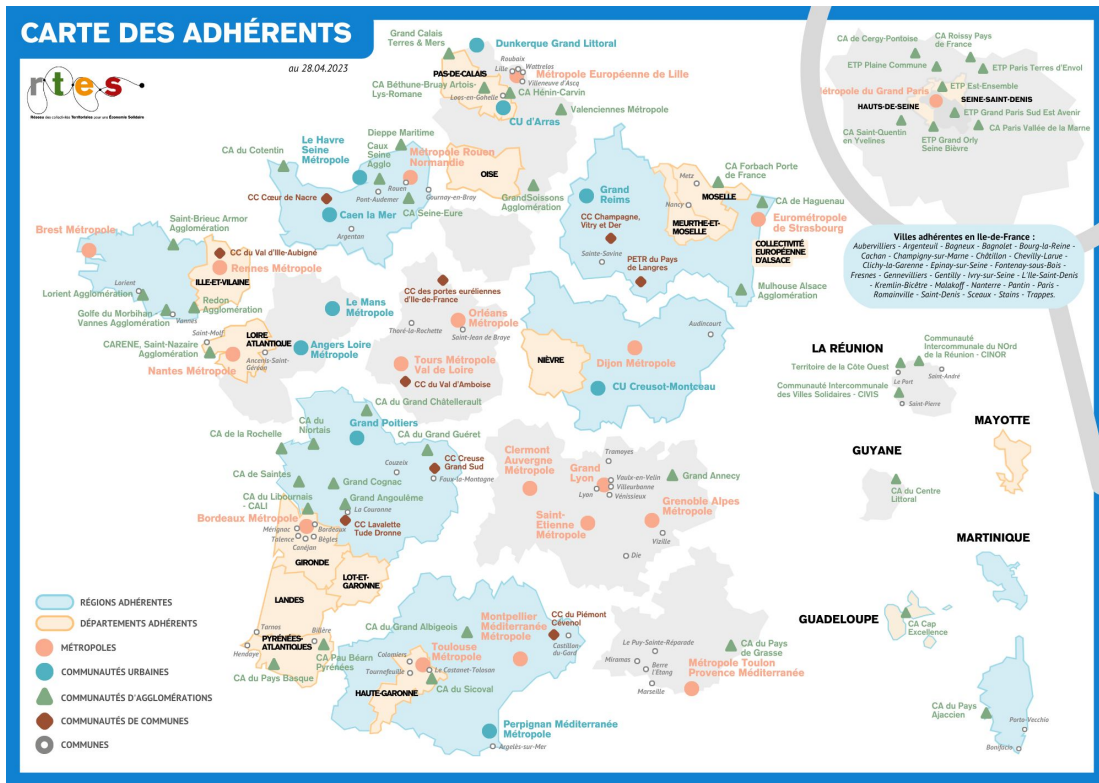 CARTE DES ADHÉRENTS
au 28.04.2023
rtes
Réseau des collectivités Territoriales pour une Économie Solidaire
Grand Calais
Terres & Mers
Dunkerque Grand Littoral
PAS-DE-CALAIS
Roubaix
Lille
Wattrelos
Métropole Européenne de Lille
Villeneuve d'Ascq
CA Béthune-Bruay Artois-
Lys-Romane
CA Hénin-Carvin
Loos-en-Gohelle
Valenciennes Métropole
CU d'Arras
Dieppe Maritime
Le Havre
Seine
Métropole
Caux
Seine
Agglo
Métropole Rouen
Normandie
CA du Cotentin
OISE
Rouen
Pont-Audemer
Gournay-en-Bray
CC Cœur de Nacre
CA Seine-Eure
Caen la Mer
Argentan
GrandSoissons
Agglomération
Grand
Reims
Metz
CA Forbach Porte
de France
MOSELLE
Nancy
CA de Haguenau
MEURTHE-ET-
MOSELLE
Eurométropole
de Strasbourg
CC Champagne,
Vitry et Der
COLLECTIVITÉ
EUROPÉENNE
D'ALSACE
Sainte-Savine
PETR du Pays
de Langres
Mulhouse Alsace
Agglomération
CA de Cergy-Pontoise
CA Roissy Pays
de France
ETP Plaine Commune
ETP Paris Terres d'Envol
ETP Est-Ensemble
étropole du Grand Paris
SEINE-SAINT-DENIS
HAUTS-DE-SEINE
ETP Grand Paris Sud Est Avenir
CA Saint-Quentin
en Yvelines
CA Paris Vallée de la Marne
ETP Grand Orly
Seine Bièvre
Villes adhérentes en Ile-de-France :
Aubervilliers - Argenteuil - Bagneux - Bagnolet - Bourg-la-Reine -
Cachan - Champigny-sur-Marne - Châtillon - Chevilly-Larue -
Clichy-la-Garenne - Epinay-sur-Seine - Fontenay-sous-Bois -
Fresnes - Gennevilliers - Gentilly - Ivry-sur-Seine - L'Ile-Saint-Denis
- Kremlin-Bicêtre - Malakoff - Nanterre - Pantin - Paris -
Romainville - Saint-Denis - Sceaux - Stains - Trappes.
Saint-Brieuc Armor
Agglomération
Brest Métropole
CC du Val d'Ille-Aubigné
Rennes Métropole
ILLE-ET-VILAINE
Lorient
Lorient Agglomération
Redon
Agglomération
Golfe du Morbihan
Vannes Agglomération
Vannes
Saint-Molf
CARENE, Saint-Nazaire
Agglomération
LOIRE
ATLANTIQUE
Ancenis-Saint-
Géréon
Nantes Métropole
Le Mans
Métropole
Angers Loire
Métropole
CC des portes euréliennes
d'Ile-de-France
Orléans
Métropole
Thoré-la-Rochette
Saint-Jean de Braye
Tours Métropole
Val de Loire
CC du Val d'Amboise
Audincourt
NIÈVRE
Dijon Métropole
CU Creusot-Montceau
CA du Grand Châtellerault
CA du
Niortais
Grand Poitiers
CA de la Rochelle
CA du Grand Guéret
CC Creuse
Grand Sud
Couzeix
Faux-la-Montagne
CA de Saintes
Grand Cognac
CA du Libournais
- CALI
Grand Angoulême
La Couronne
CC Lavalette
Tude Dronne
Bordeaux Métropole
Mérignac
Bordeaux
Talence
Bègles
Canéjan
GIRONDE
LOT-ET-
GARONNE
LANDES
Tarnos
PYRÉNÉES-
ATLANTIQUES
Billère
Hendaye
CA Pau Béarn
Pyrénées
CA du Pays Basque
Clermont
Auvergne
Métropole
Tramayes
Grand
Lyon
Vaulx-en-Velin
Villeurbanne
Lyon
Vénissieux
Grand Annecy
Grenoble Alpes
Métropole
Saint-
Etienne
Métropole
Vizille
Die
Montpellier
Méditerranée
Métropole
CC du Piémont
Cévenol
Castillon-
du-Gard
CA du Grand Albigeois
Toulouse
Métropole
Colomiers
Tournefeuille
Le Castanet-Tolosan
CA du Sicoval
HAUTE-GARONNE
Perpignan Méditerranée
Métropole
Argelès-sur-Mer
Le Puy-Sainte-Réparade
CA du Pays
de Grasse
Miramas
Berre
l'Étang
Métropole Toulon
Provence Méditerranée
Marseille
LA RÉUNION
Communauté
Intercommunale du NOrd
de la Réunion - CINOR
Territoire de la Côte Ouest
Le Port
Saint-André
Communauté Intercommunale
des Villes Solidaires - CIVIS
Saint-Pierre
MAYOTTE
GUYANE
CA du Centre
Littoral
MARTINIQUE
GUADELOUPE
CA Cap
Excellence
CA du Pays
Ajaccien
Porto-Vecchio
Bonifacio
RÉGIONS ADHÉRENTES
DÉPARTEMENTS ADHÉRENTS
MÉTROPOLES
COMMUNAUTÉS URBAINES
COMMUNAUTÉS D'AGGLOMÉRATIONS
COMMUNAUTÉS DE COMMUNES
COMMUNES